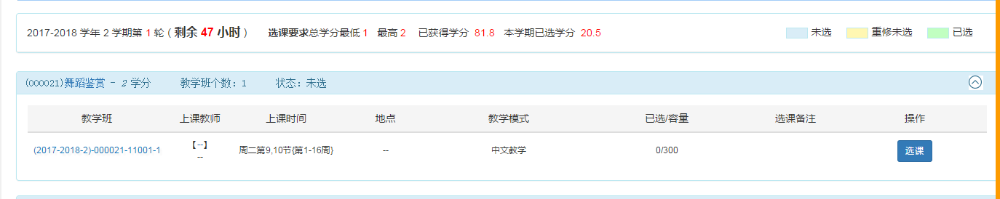 2017-2018 学年 2 学期第 1 轮（剩余 47 小时） 选课要求总学分最低 1 最高 2 已获得学分 81.8 本学期已选学分 20.5 未选 重修未选 已选
(000021)舞蹈鉴赏 - 2 学分 教学班个数：1 状态：未选
教学班 上课教师 上课时间 地点 教学模式 已选/容量 选课备注 操作
(2017-2018-2)-000021-11001-1 【--】 周二第9,10节{第1-16周} -- 中文教学 0/300 选课
--